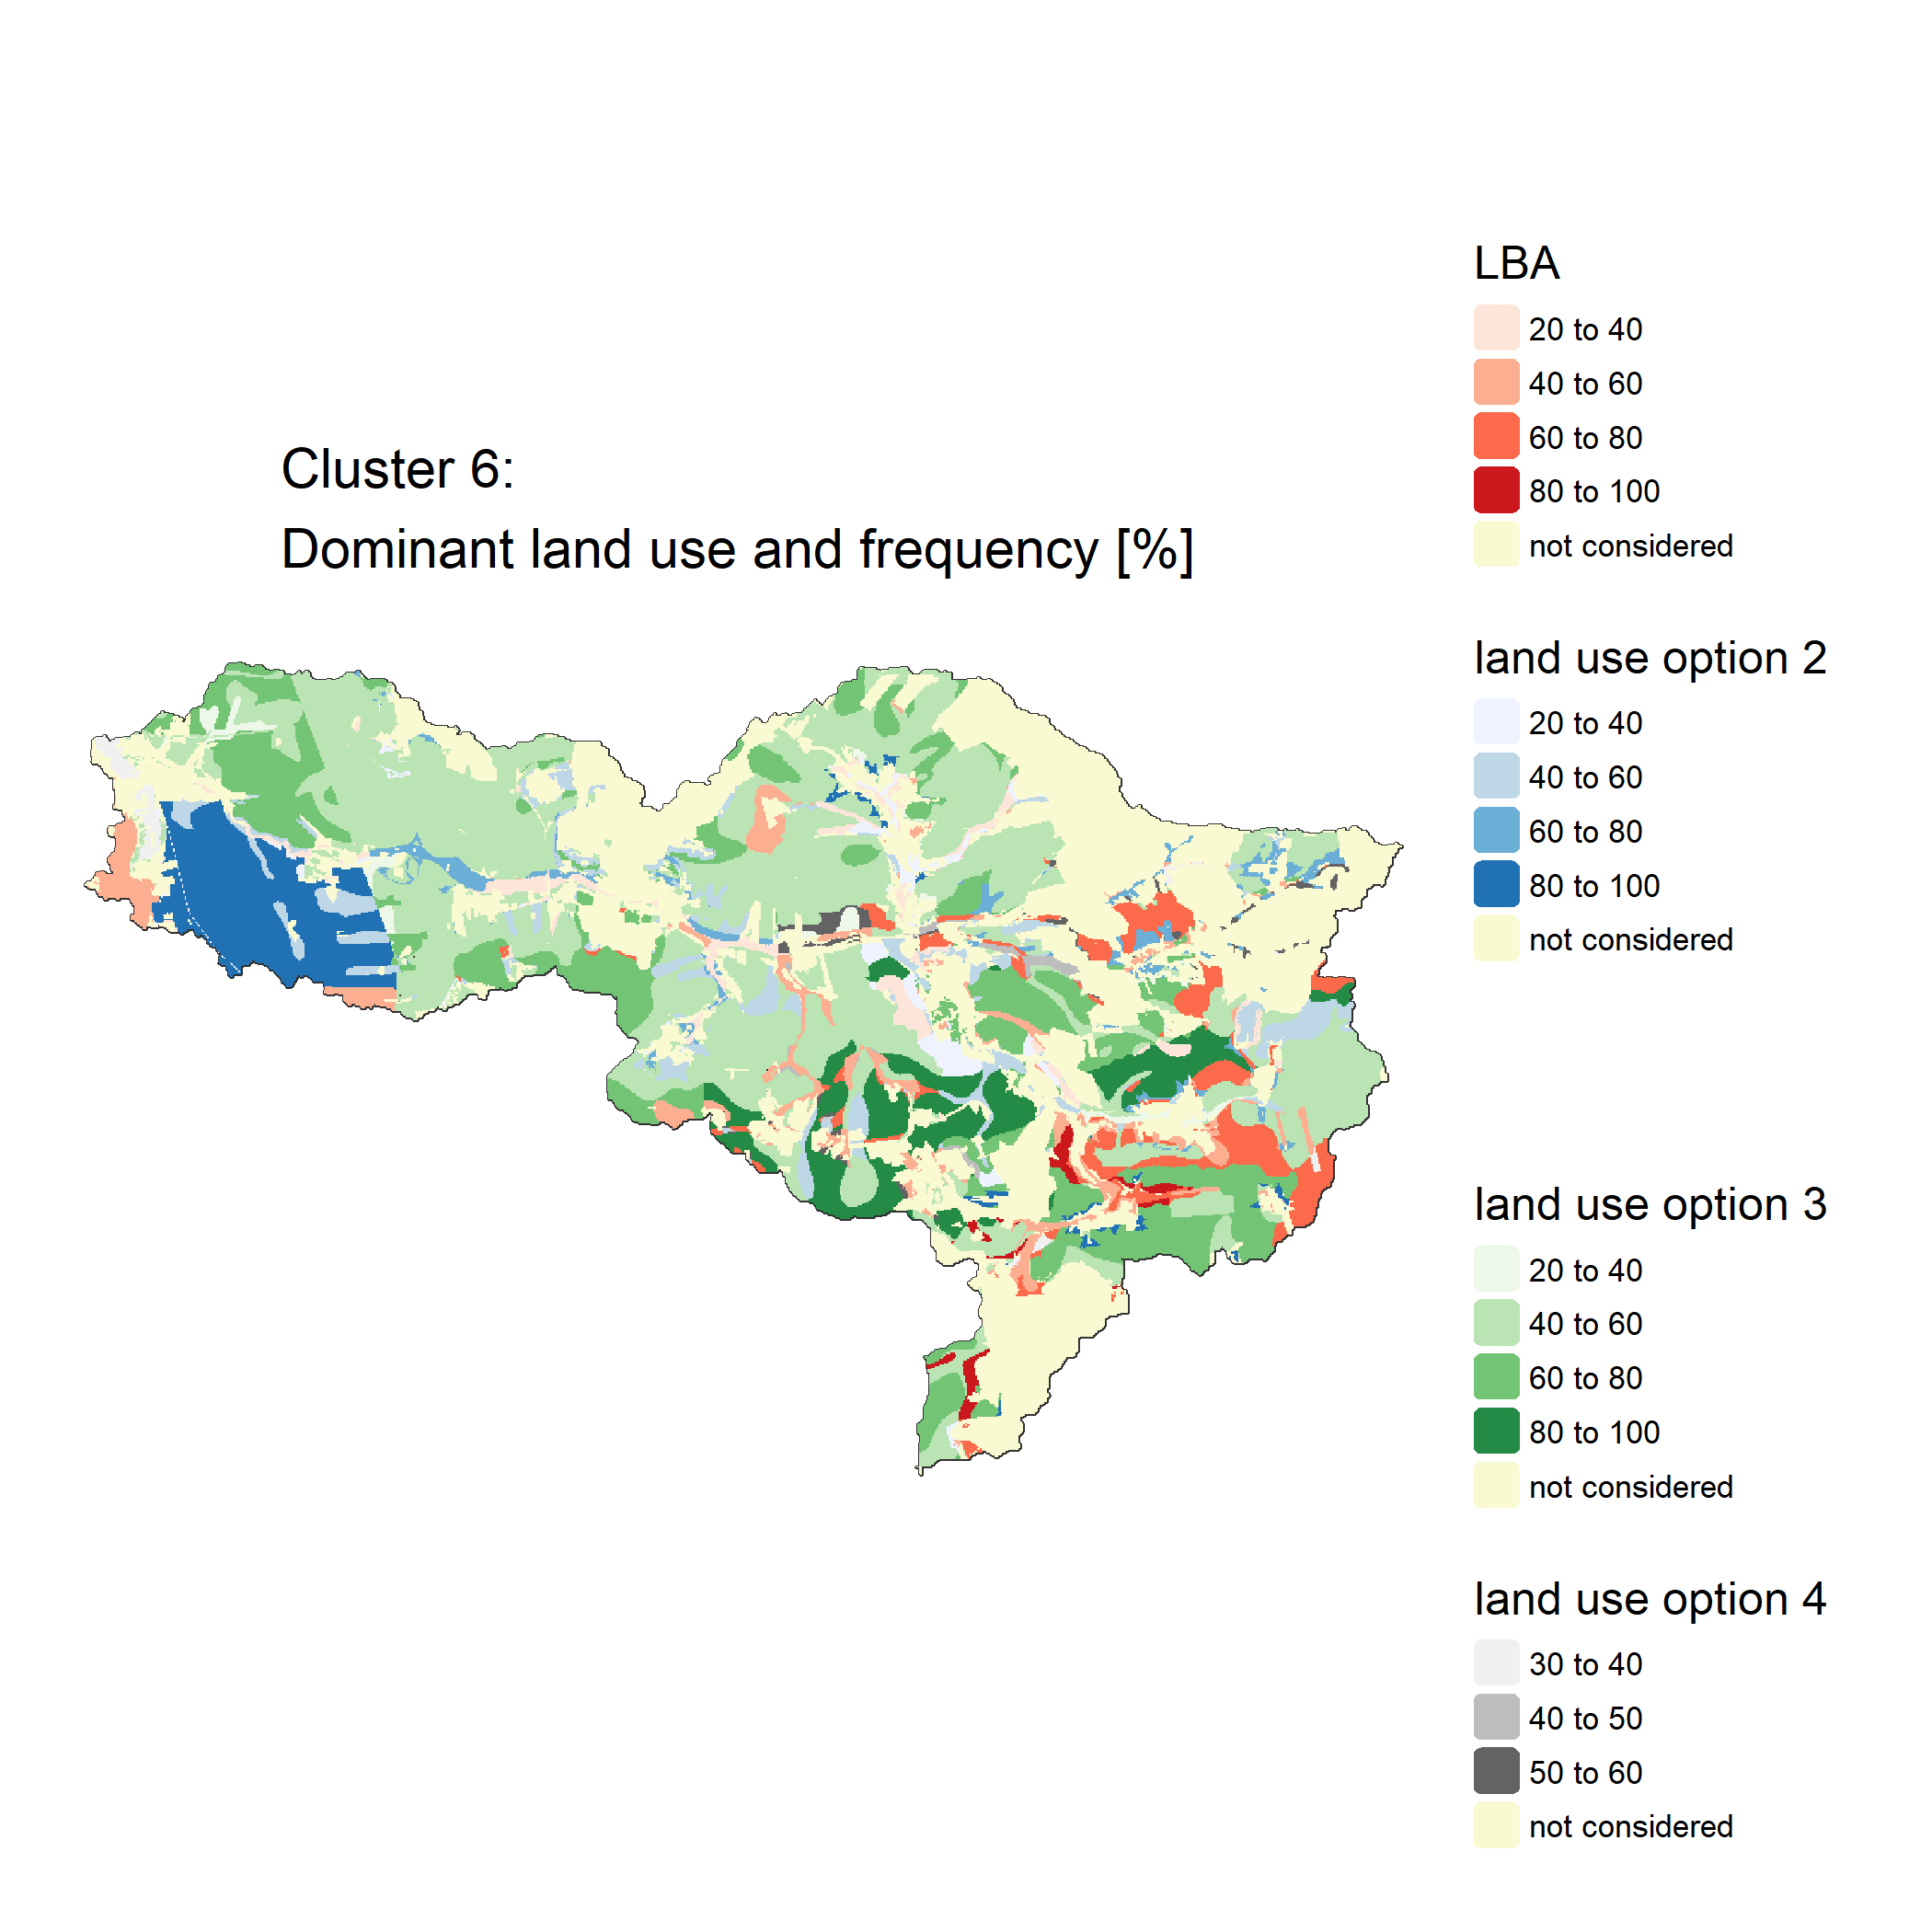 Cluster 6:
Dominant land use and frequency [%]
LBA
20 to 40
40 to 60
60 to 80
80 to 100
not considered
land use option 2
20 to 40
40 to 60
60 to 80
80 to 100
not considered
land use option 3
20 to 40
40 to 60
60 to 80
80 to 100
not considered
land use option 4
30 to 40
40 to 50
50 to 60
not considered